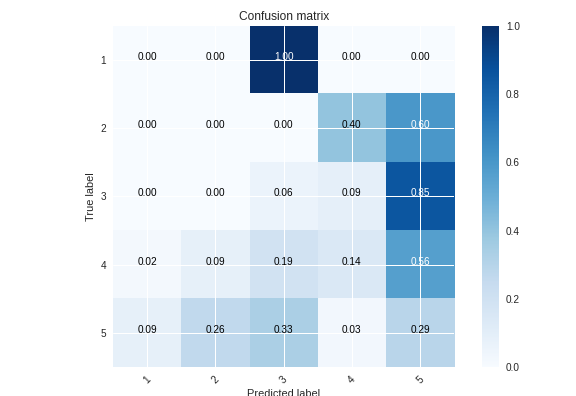 Confusion matrix
1 0.00 0.00 1.00 0.00 0.00
2 0.00 0.00 0.00 0.40 0.60
3 0.00 0.00 0.06 0.09 0.85
4 0.02 0.09 0.19 0.14 0.56
5 0.09 0.26 0.33 0.03 0.29
1 2 3 4 5
True label
Predicted label
1.0
0.8
0.6
0.4
0.2
0.0